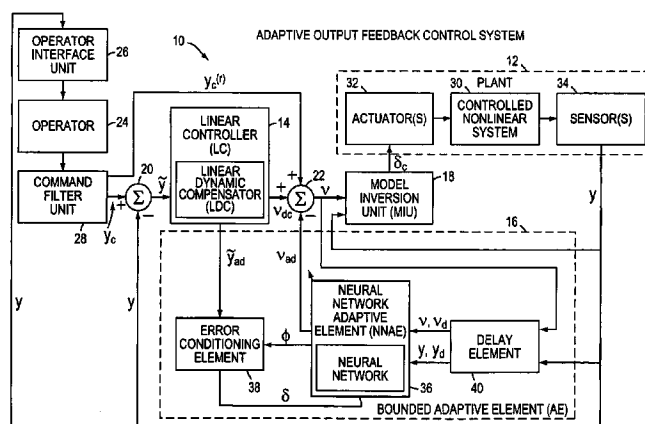 ADAPTIVE OUTPUT FEEDBACK CONTROL SYSTEM
10
OPERATOR
INTERFACE
UNIT
26
OPERATOR
24
COMMAND
FILTER
UNIT
28
y_c
y_c^(r)
20
+
Σ
−
ỹ
LINEAR
CONTROLLER
(LC)
14
LINEAR
DYNAMIC
COMPENSATOR
(LDC)
ν_dc
22
+
+
Σ
−
ν
12
PLANT
32
ACTUATOR(S)
30
CONTROLLED
NONLINEAR
SYSTEM
34
SENSOR(S)
δ_c
MODEL
INVERSION
UNIT (MIU)
18
y
16
ỹ_ad
ν_ad
ERROR
CONDITIONING
ELEMENT
38
ϕ
δ
NEURAL
NETWORK
ADAPTIVE
ELEMENT (NNAE)
NEURAL
NETWORK
36
ν, ν_d
y, y_d
DELAY
ELEMENT
40
y
y
BOUNDED ADAPTIVE ELEMENT (AE)